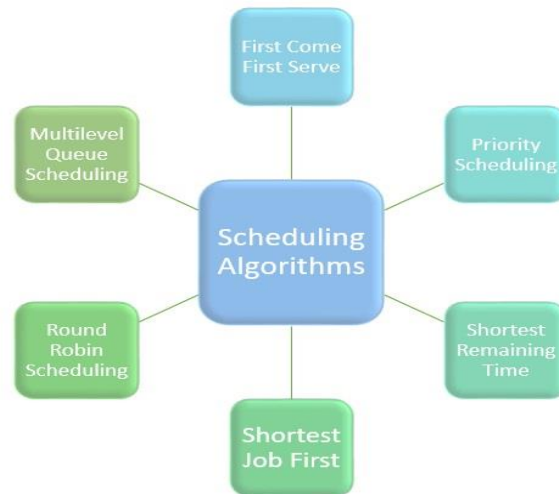 First Come
First Serve
Multilevel
Queue
Scheduling
Priority
Scheduling
Scheduling
Algorithms
Round
Robin
Scheduling
Shortest
Remaining
Time
Shortest
Job First